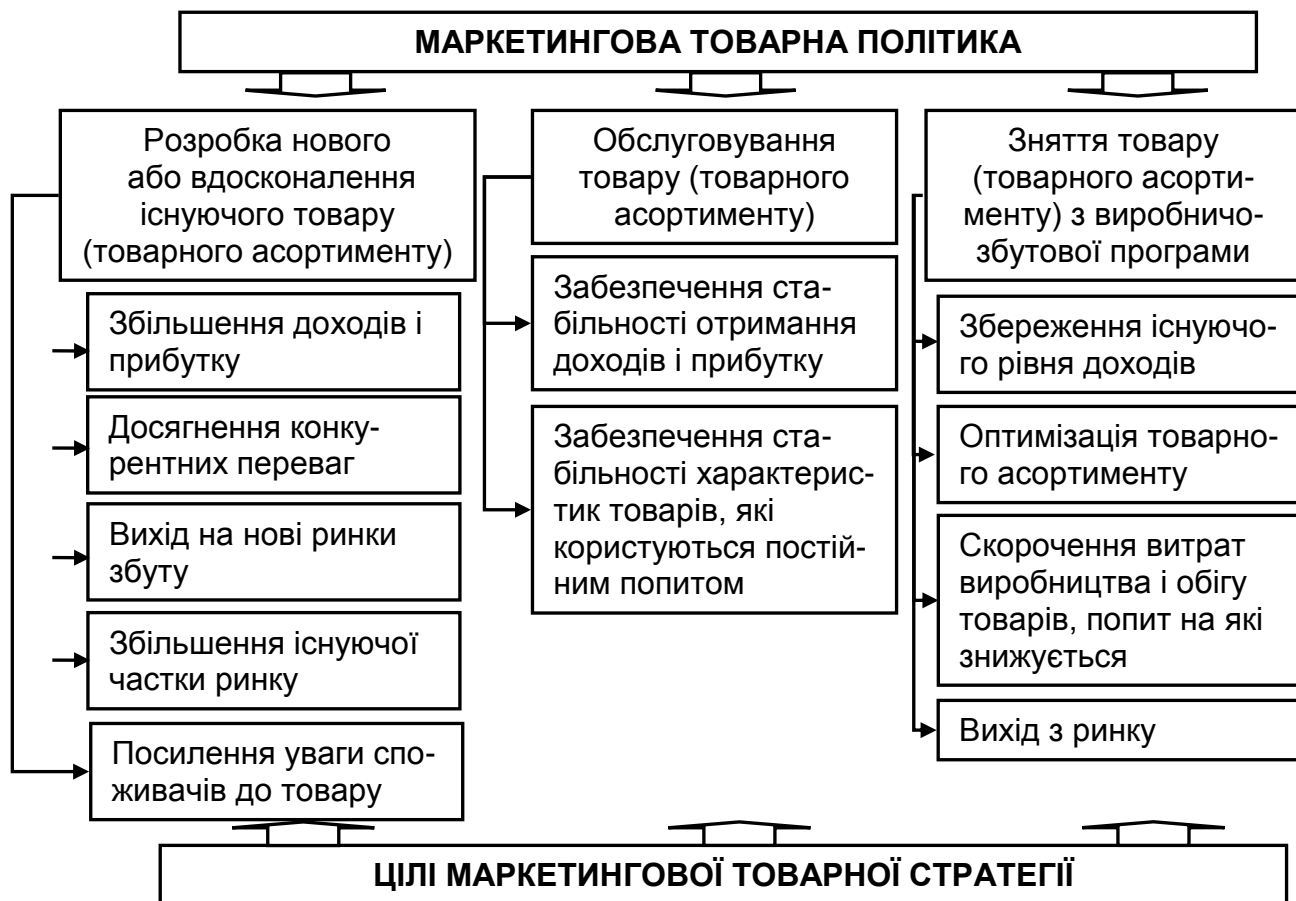 МАРКЕТИНГОВА ТОВАРНА ПОЛІТИКА
Розробка нового
або вдосконалення
існуючого товару
(товарного асортименту)
Збільшення доходів і
прибутку
Досягнення конку-
рентних переваг
Вихід на нові ринки
збуту
Збільшення існуючої
частки ринку
Посилення уваги спо-
живачів до товару
Обслуговування
товару (товарного
асортименту)
Забезпечення ста-
більності отримання
доходів і прибутку
Забезпечення ста-
більності характерис-
тик товарів, які
користуються постій-
ним попитом
Зняття товару
(товарного асорти-
менту) з виробничо-
збутової програми
Збереження існуючо-
го рівня доходів
Оптимізація товарно-
го асортименту
Скорочення витрат
виробництва і обігу
товарів, попит на які
знижується
Вихід з ринку
ЦІЛІ МАРКЕТИНГОВОЇ ТОВАРНОЇ СТРАТЕГІЇ